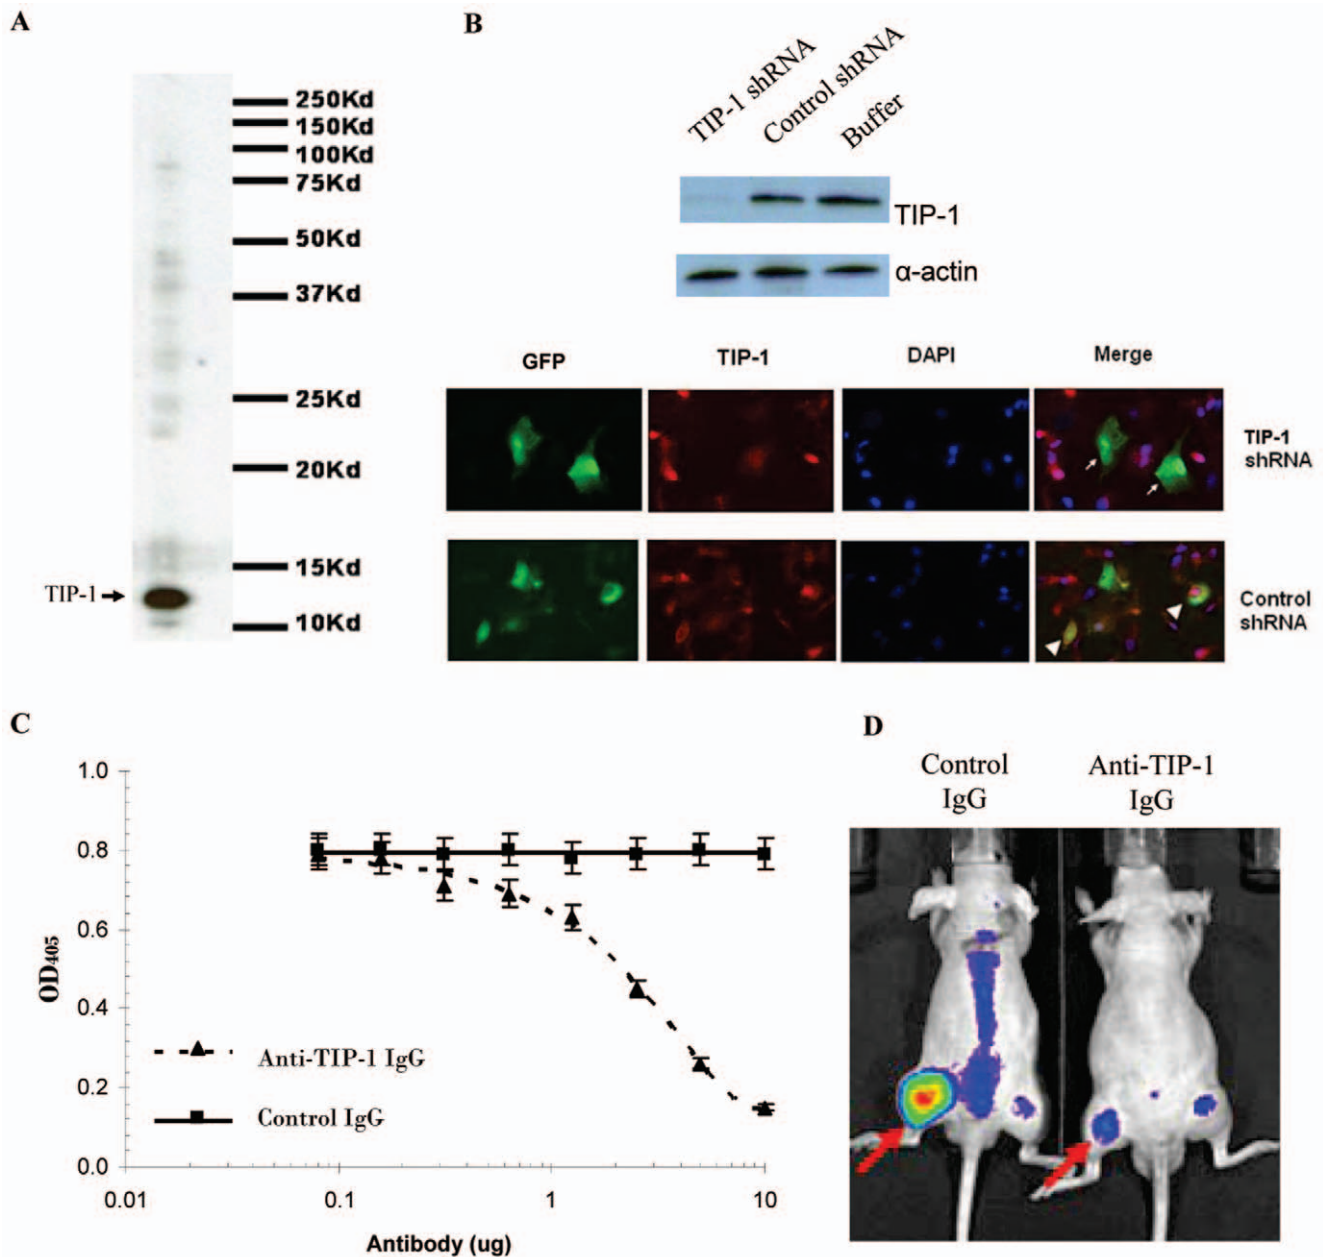 A
250Kd
150Kd
100Kd
75Kd
50Kd
37Kd
25Kd
20Kd
15Kd
10Kd
TIP-1
B
TIP-1 shRNA
Control shRNA
Buffer
TIP-1
α-actin
GFP TIP-1 DAPI Merge
TIP-1
shRNA
Control
shRNA
C
1.0
0.8
0.6
0.4
0.2
0.0
OD405
Anti-TIP-1 IgG
Control IgG
0.01 0.1 1 10
Antibody (ug)
D
Control
IgG
Anti-TIP-1
IgG